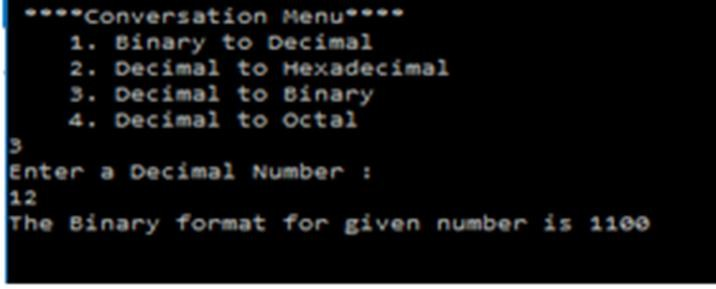 ****Conversation Menu****
1. Binary to Decimal
2. Decimal to Hexadecimal
3. Decimal to Binary
4. Decimal to Octal
3
Enter a Decimal Number :
12
The Binary format for given number is 1100